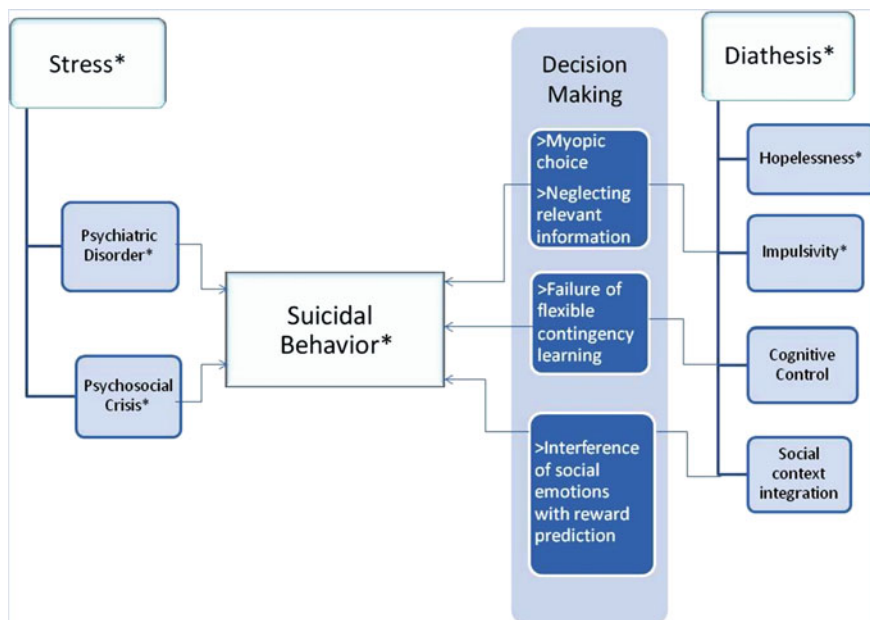 Stress*
Psychiatric
Disorder*
Psychosocial
Crisis*
Suicidal
Behavior*
Decision
Making
>Myopic
choice
>Neglecting
relevant
information
>Failure of
flexible
contingency
learning
>Interference
of social
emotions
with reward
prediction
Diathesis*
Hopelessness*
Impulsivity*
Cognitive
Control
Social
context
integration